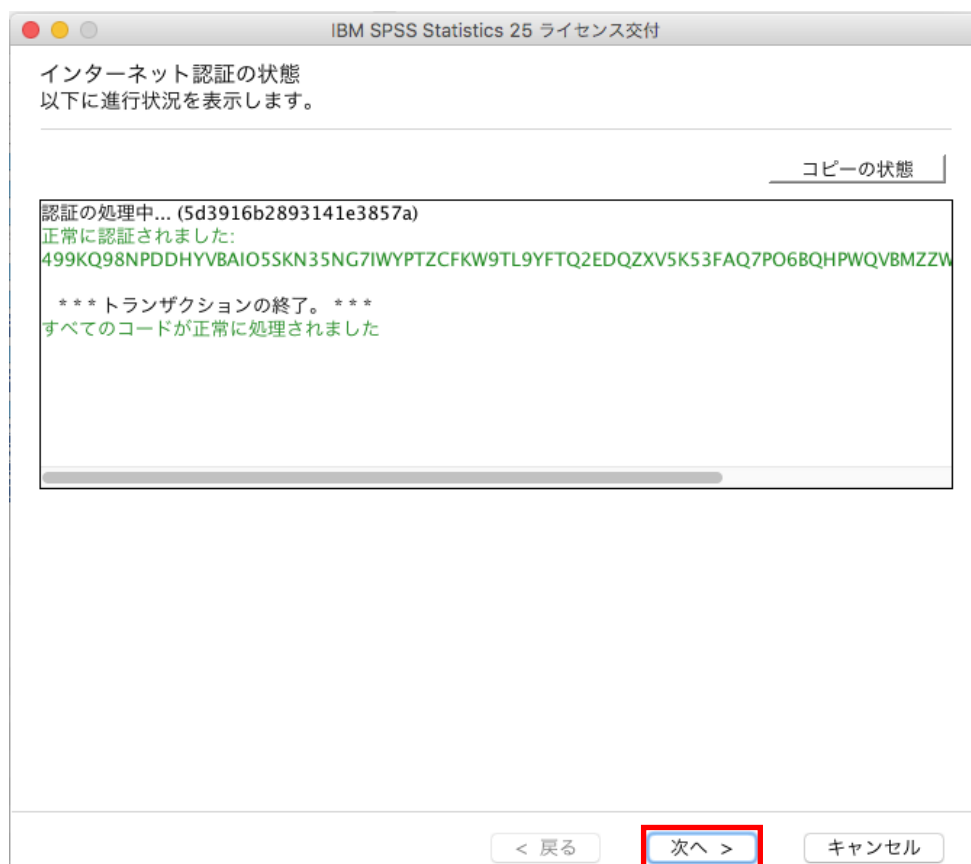 IBM SPSS Statistics 25 ライセンス交付
インターネット認証の状態
以下に進行状況を表示します。
コピーの状態
認証の処理中... (5d3916b2893141e3857a)
正常に認証されました:
499KQ98NPDDHYVBAIO5SKN35NG7IWYPTZCFKW9TL9YFTQ2EDQZXV5K53FAQ7PO6BQHPWQVBMZZW
* * * トランザクションの終了。 * * *
すべてのコードが正常に処理されました
< 戻る
次へ >
キャンセル